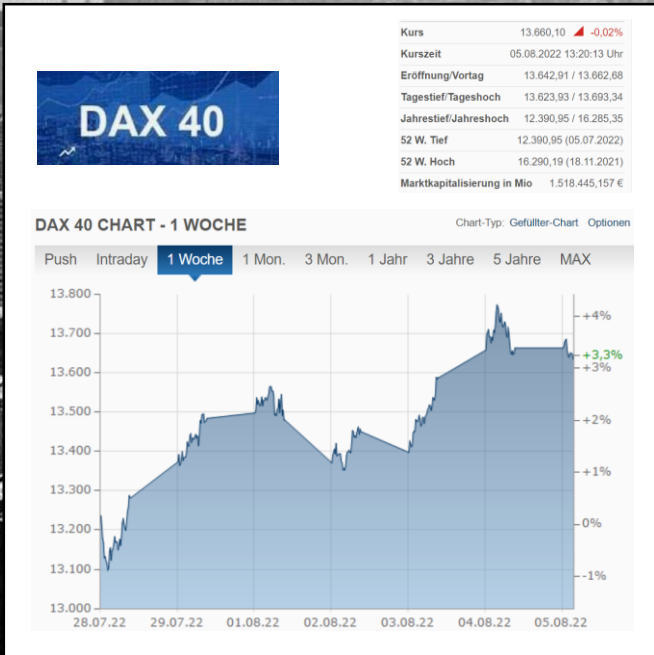 Kurs 13.660,10 -0,02%
Kurszeit 05.08.2022 13:20:13 Uhr
Eröffnung/Vortag 13.642,91 / 13.662,68
Tagestief/Tageshoch 13.623,93 / 13.693,34
Jahrestief/Jahreshoch 12.390,95 / 16.285,35
52 W. Tief 12.390,95 (05.07.2022)
52 W. Hoch 16.290,19 (18.11.2021)
Marktkapitalisierung in Mio 1.518.445,157 €
DAX 40
DAX 40 CHART - 1 WOCHE
Chart-Typ: Gefüllter-Chart Optionen
Push Intraday 1 Woche 1 Mon. 3 Mon. 1 Jahr 3 Jahre 5 Jahre MAX
13.800
13.700
13.600
13.500
13.400
13.300
13.200
13.100
13.000
+4%
+3,3%
+3%
+2%
+1%
0%
-1%
28.07.22 29.07.22 01.08.22 02.08.22 03.08.22 04.08.22 05.08.22